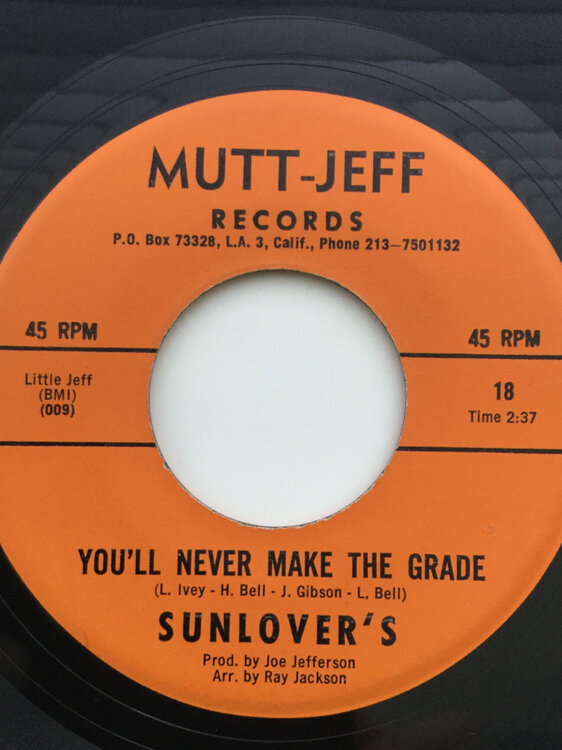 MUTT-JEFF
RECORDS
P.O. Box 73328, L.A. 3, Calif., Phone 213—7501132
45 RPM
45 RPM
Little Jeff
(BMI)
(009)
18
Time 2:37
YOU'LL NEVER MAKE THE GRADE
(L. Ivey - H. Bell - J. Gibson - L. Bell)
SUNLOVER'S
Prod. by Joe Jefferson
Arr. by Ray Jackson